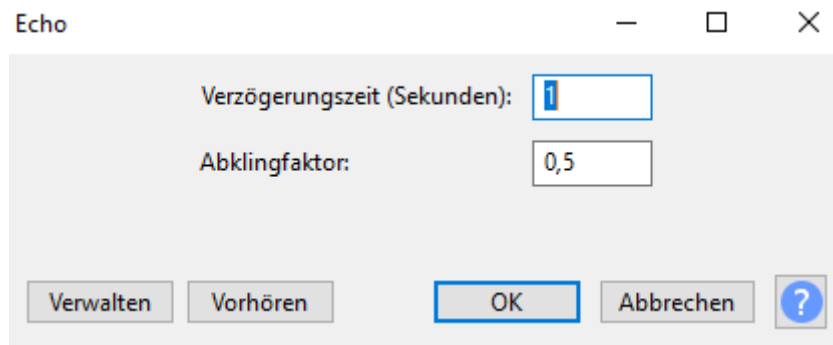 Echo
Verzögerungszeit (Sekunden): 1
Abklingfaktor: 0,5
Verwalten Vorhören OK Abbrechen ?